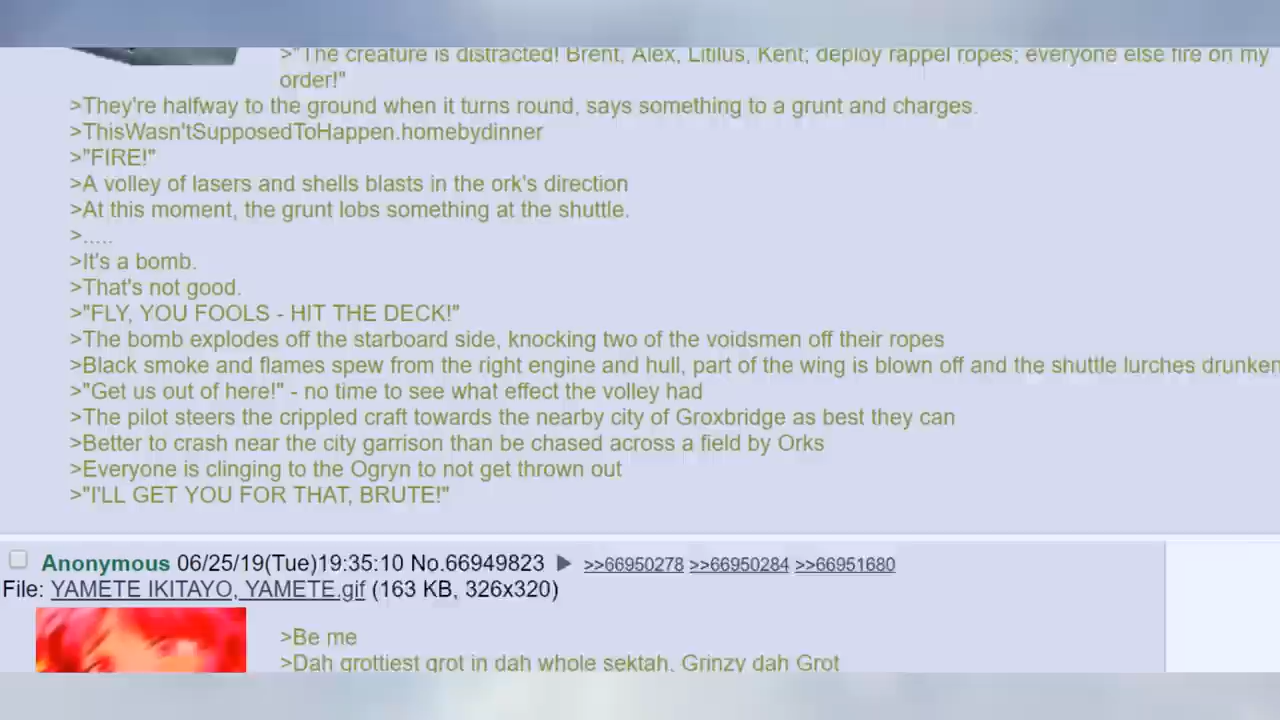 >"The creature is distracted! Brent, Alex, Litilus, Kent; deploy rappel ropes; everyone else fire on my
order!"
>They're halfway to the ground when it turns round, says something to a grunt and charges.
>ThisWasn'tSupposedToHappen.homebydinner
>"FIRE!"
>A volley of lasers and shells blasts in the ork's direction
>At this moment, the grunt lobs something at the shuttle.
>.....
>It's a bomb.
>That's not good.
>"FLY, YOU FOOLS - HIT THE DECK!"
>The bomb explodes off the starboard side, knocking two of the voidsmen off their ropes
>Black smoke and flames spew from the right engine and hull, part of the wing is blown off and the shuttle lurches drunken
>"Get us out of here!" - no time to see what effect the volley had
>The pilot steers the crippled craft towards the nearby city of Groxbridge as best they can
>Better to crash near the city garrison than be chased across a field by Orks
>Everyone is clinging to the Ogryn to not get thrown out
>"I'LL GET YOU FOR THAT, BRUTE!"
Anonymous 06/25/19(Tue)19:35:10 No.66949823 ▶ >>66950278 >>66950284 >>66951680
File: YAMETE IKITAYO, YAMETE.gif (163 KB, 326x320)
>Be me
>Dah grottiest grot in dah whole sektah. Grinzy dah Grot